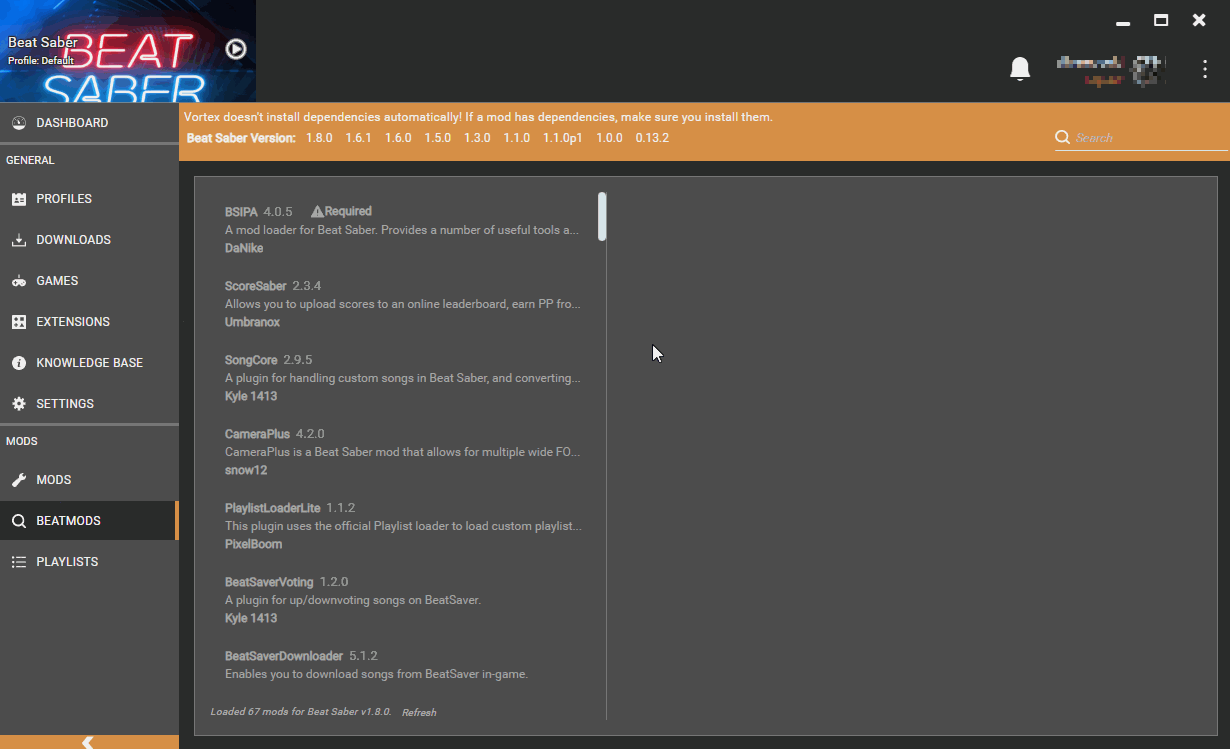 BEAT
SABER
Beat Saber
Profile: Default
Vortex doesn't install dependencies automatically! If a mod has dependencies, make sure you install them.
Beat Saber Version: 1.8.0 1.6.1 1.6.0 1.5.0 1.3.0 1.1.0 1.1.0p1 1.0.0 0.13.2
Search
DASHBOARD
GENERAL
PROFILES
DOWNLOADS
GAMES
EXTENSIONS
KNOWLEDGE BASE
SETTINGS
MODS
MODS
BEATMODS
PLAYLISTS
BSIPA 4.0.5 Required
A mod loader for Beat Saber. Provides a number of useful tools a...
DaNike
ScoreSaber 2.3.4
Allows you to upload scores to an online leaderboard, earn PP fro...
Umbranox
SongCore 2.9.5
A plugin for handling custom songs in Beat Saber, and converting...
Kyle 1413
CameraPlus 4.2.0
CameraPlus is a Beat Saber mod that allows for multiple wide FO...
snow12
PlaylistLoaderLite 1.1.2
This plugin uses the official Playlist loader to load custom playlist...
PixelBoom
BeatSaverVoting 1.2.0
A plugin for up/downvoting songs on BeatSaver.
Kyle 1413
BeatSaverDownloader 5.1.2
Enables you to download songs from BeatSaver in-game.
Loaded 67 mods for Beat Saber v1.8.0. Refresh